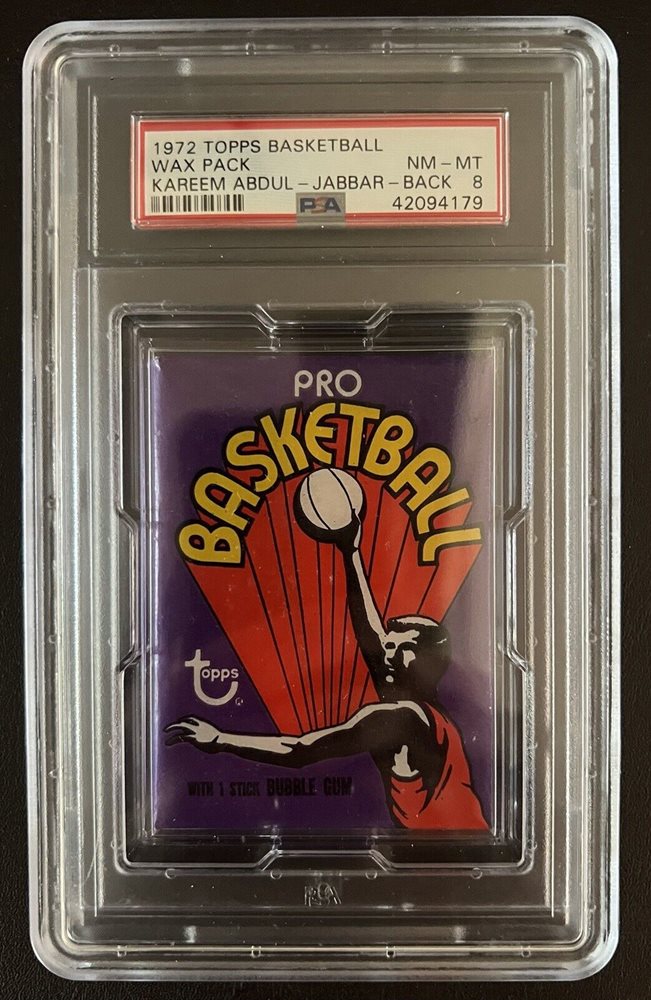 1972 TOPPS BASKETBALL
WAX PACK NM-MT
KAREEM ABDUL-JABBAR-BACK 8
PSA 42094179
PRO
BASKETBALL
topps
®
WITH 1 STICK BUBBLE GUM
PSA